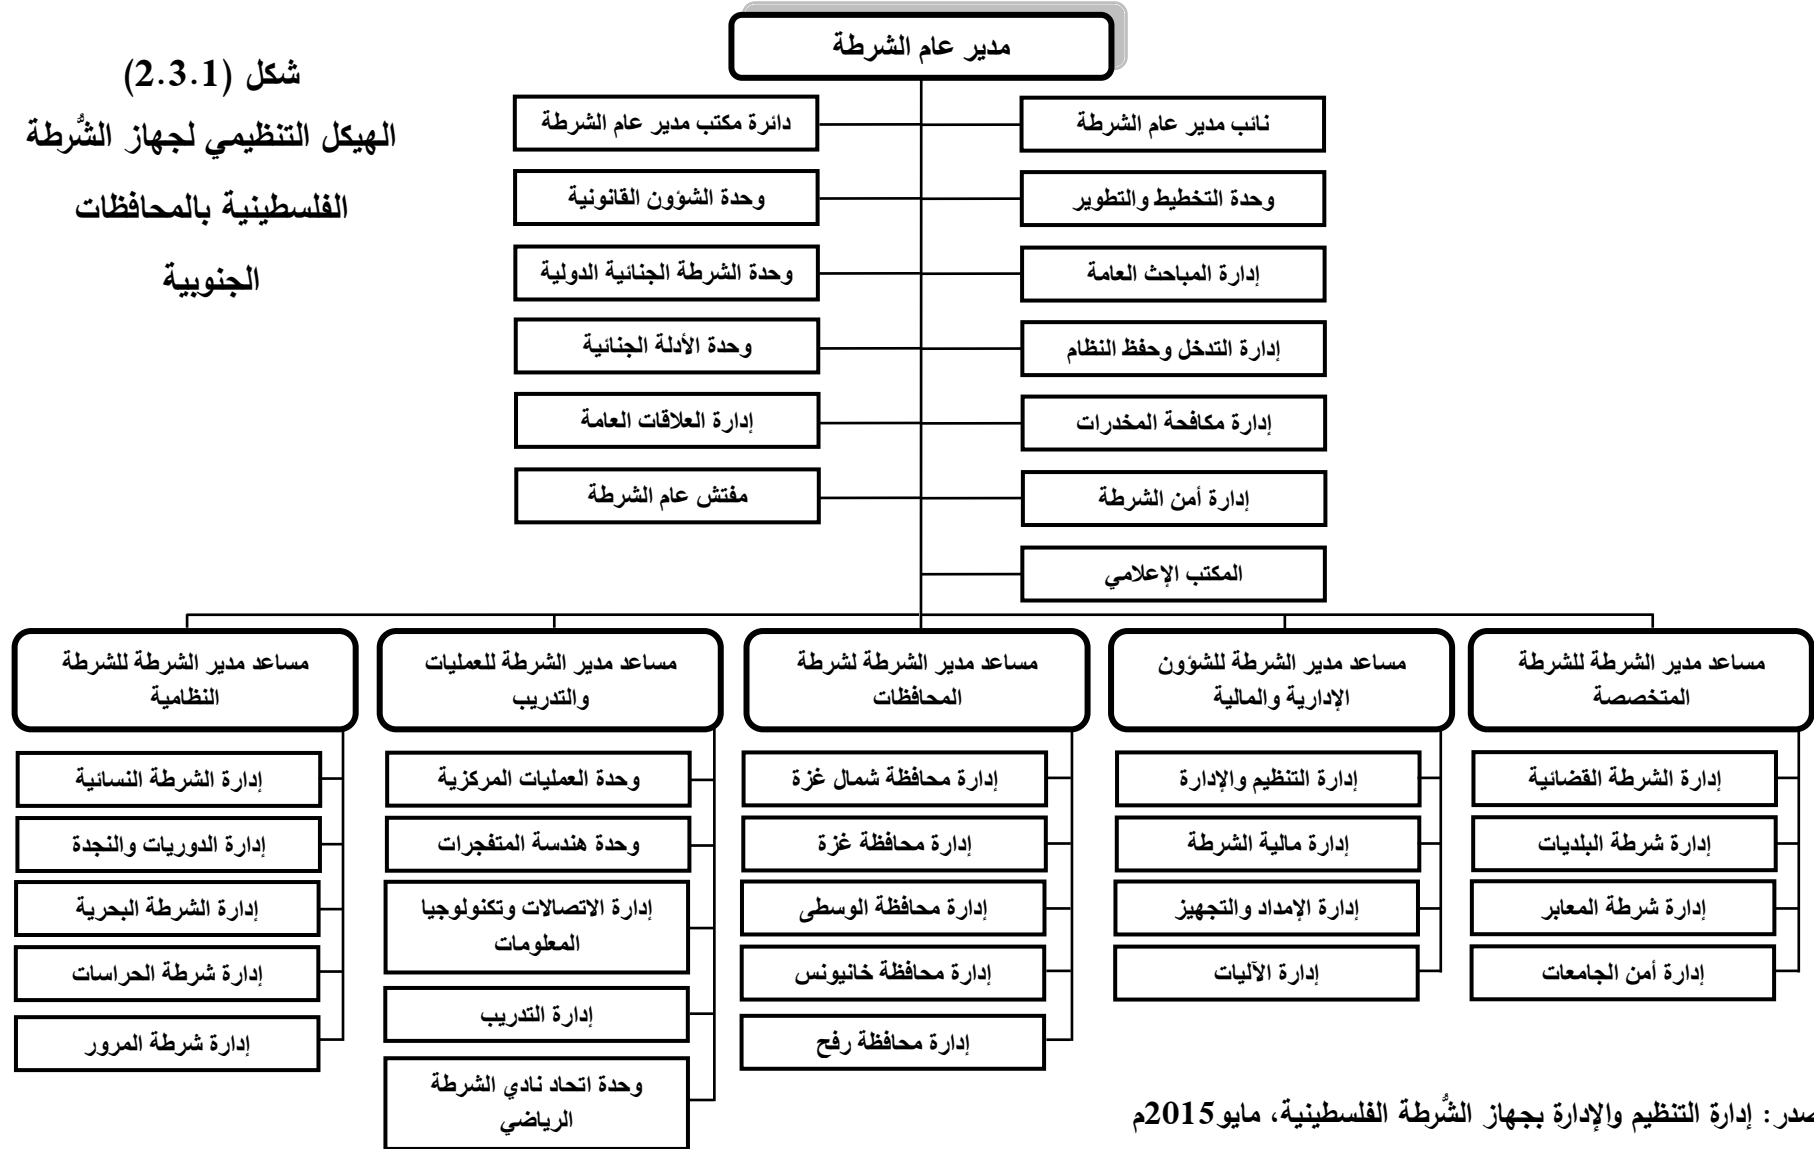 مدير عام الشرطة
شكل (2.3.1)
الهيكل التنظيمي لجهاز الشُّرطة
الفلسطينية بالمحافظات
الجنوبية
نائب مدير عام الشرطة
دائرة مكتب مدير عام الشرطة
وحدة التخطيط والتطوير
وحدة الشؤون القانونية
إدارة المباحث العامة
وحدة الشرطة الجنائية الدولية
إدارة التدخل وحفظ النظام
وحدة الأدلة الجنائية
إدارة مكافحة المخدرات
إدارة العلاقات العامة
إدارة أمن الشرطة
مفتش عام الشرطة
المكتب الإعلامي
مساعد مدير الشرطة للشرطة
المتخصصة
إدارة الشرطة القضائية
إدارة شرطة البلديات
إدارة شرطة المعابر
إدارة أمن الجامعات
مساعد مدير الشرطة للشؤون
الإدارية والمالية
إدارة التنظيم والإدارة
إدارة مالية الشرطة
إدارة الإمداد والتجهيز
إدارة الآليات
مساعد مدير الشرطة لشرطة
المحافظات
إدارة محافظة شمال غزة
إدارة محافظة غزة
إدارة محافظة الوسطى
إدارة محافظة خانيونس
إدارة محافظة رفح
مساعد مدير الشرطة للعمليات
والتدريب
وحدة العمليات المركزية
وحدة هندسة المتفجرات
إدارة الاتصالات وتكنولوجيا
المعلومات
إدارة التدريب
وحدة اتحاد نادي الشرطة
الرياضي
مساعد مدير الشرطة للشرطة
النظامية
إدارة الشرطة النسائية
إدارة الدوريات والنجدة
إدارة الشرطة البحرية
إدارة شرطة الحراسات
إدارة شرطة المرور
صدر: إدارة التنظيم والإدارة بجهاز الشُّرطة الفلسطينية، مايو2015م